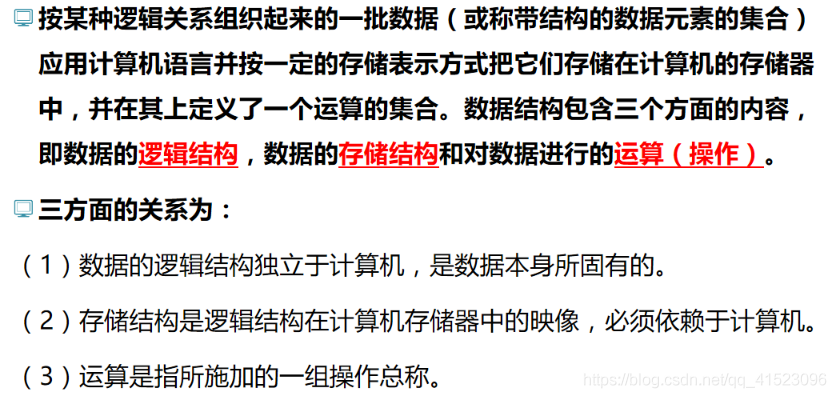 按某种逻辑关系组织起来的一批数据（或称带结构的数据元素的集合）
应用计算机语言并按一定的存储表示方式把它们存储在计算机的存储器
中，并在其上定义了一个运算的集合。数据结构包含三个方面的内容，
即数据的逻辑结构，数据的存储结构和对数据进行的运算（操作）。
三方面的关系为：
（1）数据的逻辑结构独立于计算机，是数据本身所固有的。
（2）存储结构是逻辑结构在计算机存储器中的映像，必须依赖于计算机。
（3）运算是指所施加的一组操作总称。
https://blog.csdn.net/qq_41523096